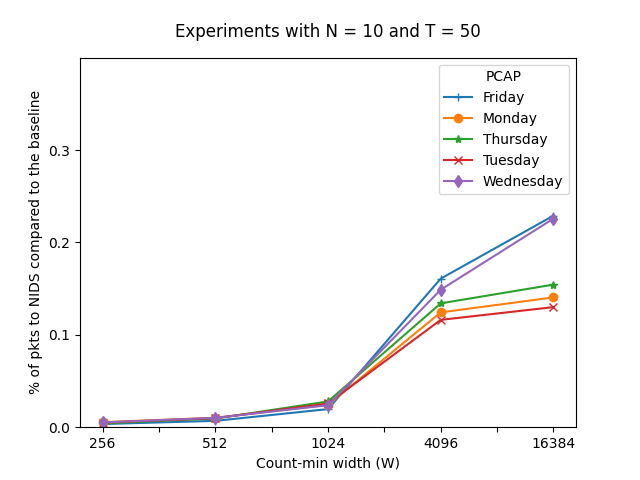 Experiments with N = 10 and T = 50
% of pkts to NIDS compared to the baseline
0.3
0.2
0.1
0.0
PCAP
Friday
Monday
Thursday
Tuesday
Wednesday
256 512 1024 4096 16384
Count-min width (W)